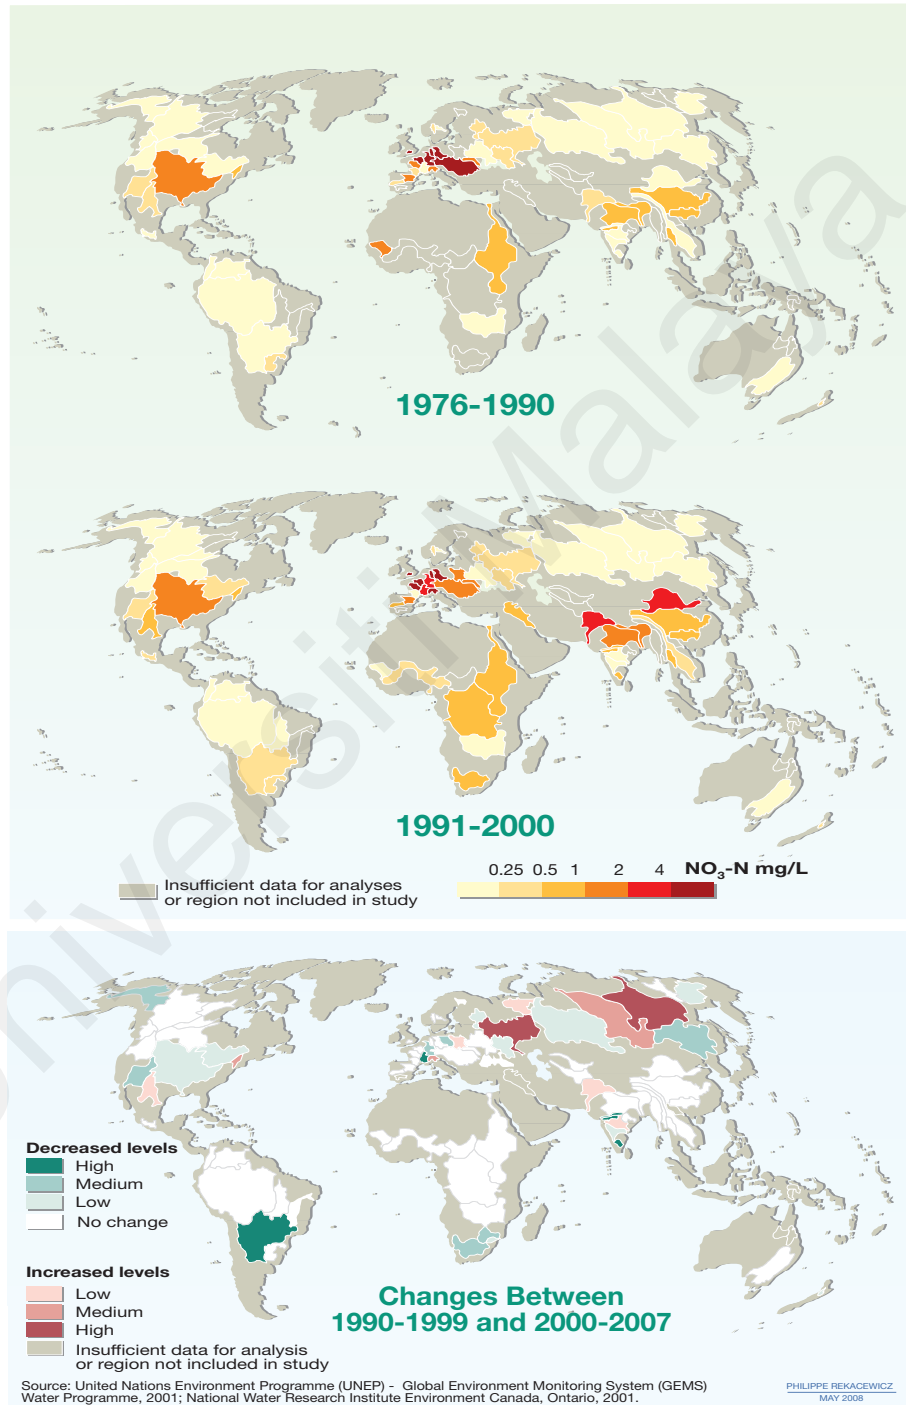 1976-1990
1991-2000
Insufficient data for analyses
or region not included in study
0.25 0.5 1 2 4 NO₃-N mg/L
Decreased levels
High
Medium
Low
No change
Increased levels
Low
Medium
High
Insufficient data for analysis
or region not included in study
Changes Between
1990-1999 and 2000-2007
Source: United Nations Environment Programme (UNEP) - Global Environment Monitoring System (GEMS)
Water Programme, 2001; National Water Research Institute Environment Canada, Ontario, 2001.
PHILIPPE REKACEWICZ
MAY 2008
Universiti Malaya